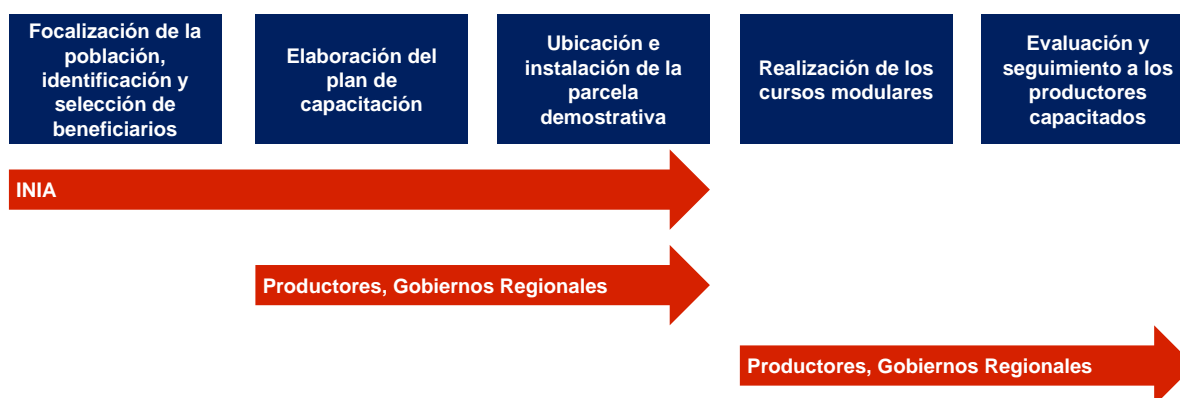 Focalización de la
población,
identificación y
selección de
beneficiarios
Elaboración del
plan de
capacitación
Ubicación e
instalación de la
parcela
demostrativa
Realización de los
cursos modulares
Evaluación y
seguimiento a los
productores
capacitados
INIA
Productores, Gobiernos Regionales
Productores, Gobiernos Regionales